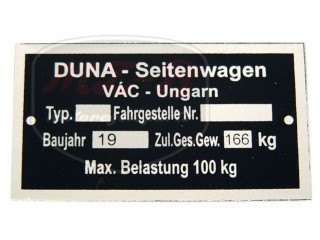 DUNA - Seitenwagen
VÁC - Ungarn
Typ. Fahrgestelle Nr.
Baujahr 19 Zul.Ges.Gew. 166 kg
Max. Belastung 100 kg